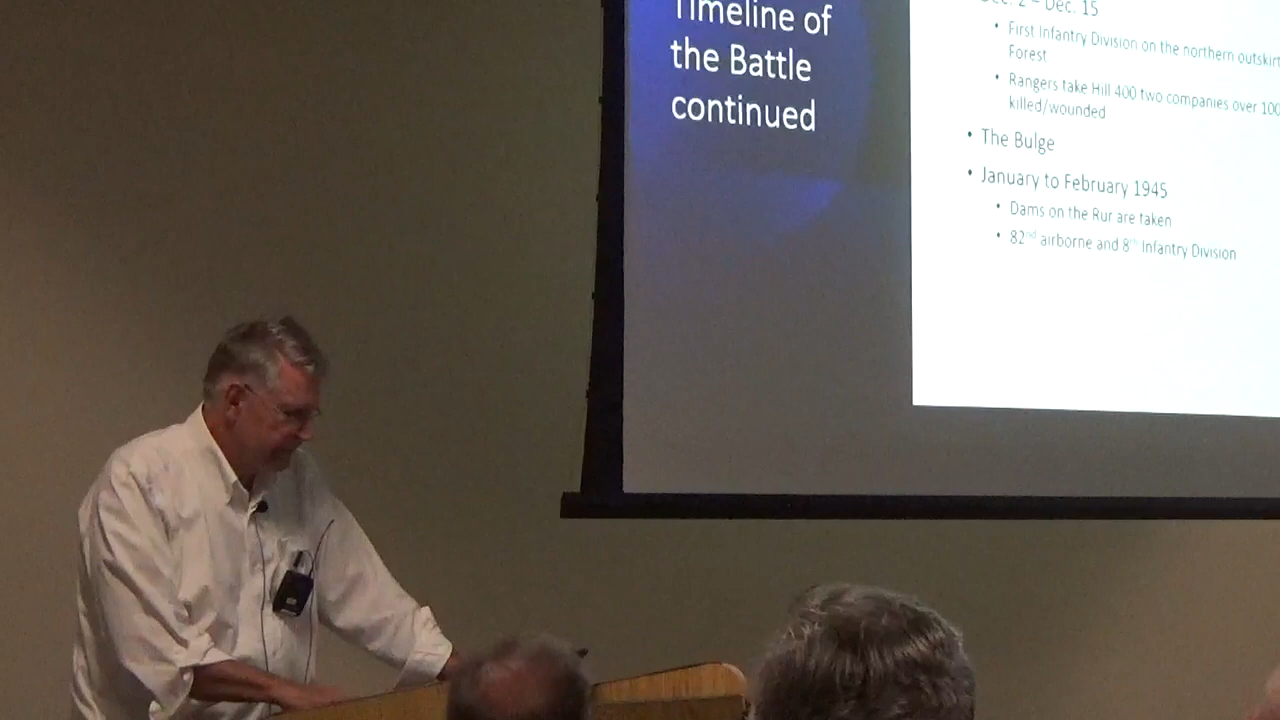 Timeline of
the Battle
continued
Dec. 2 – Dec. 15
• First Infantry Division on the northern outskirt
Forest
• Rangers take Hill 400 two companies over 100
killed/wounded
• The Bulge
• January to February 1945
• Dams on the Rur are taken
• 82nd airborne and 8th Infantry Division